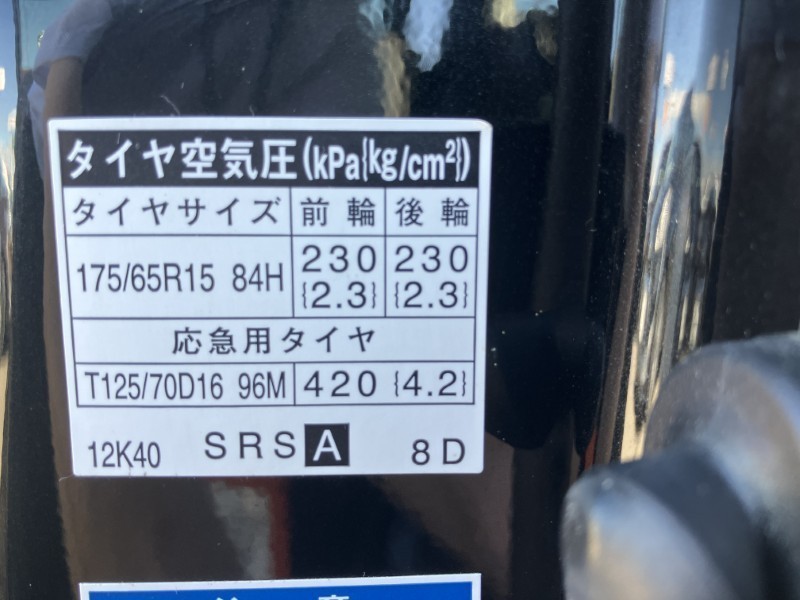 タイヤ空気圧(kPa{kg/cm²})
タイヤサイズ 前輪 後輪
175/65R15 84H 230 {2.3} 230 {2.3}
応急用タイヤ
T125/70D16 96M 420 {4.2}
12K40 SRS A 8D